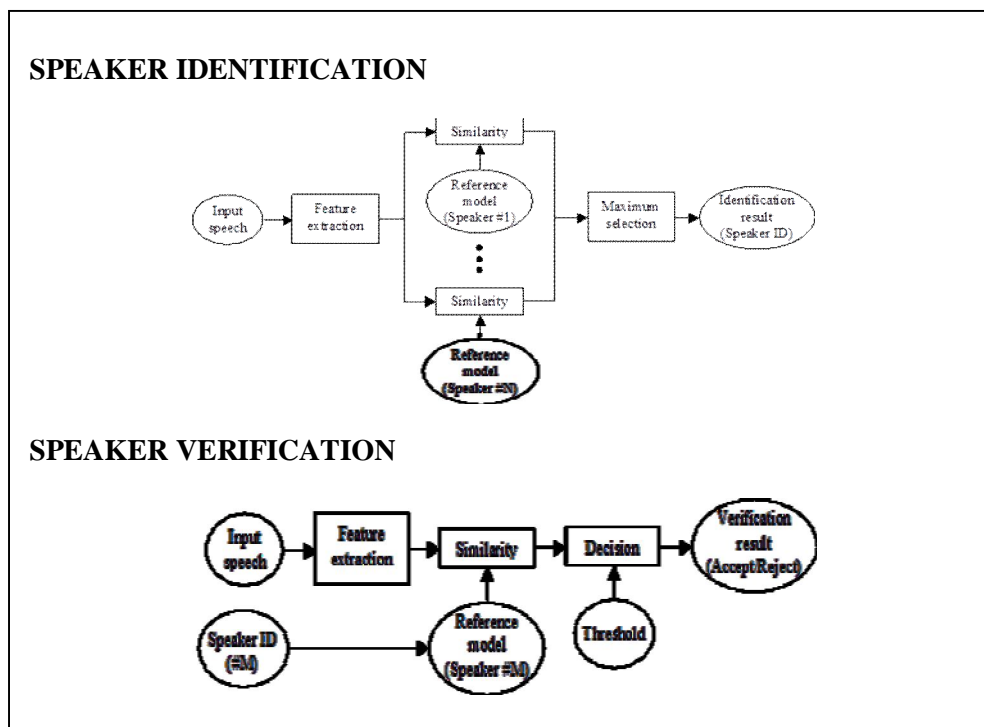 SPEAKER IDENTIFICATION
Similarity
Reference
model
(Speaker #1)
Input
speech
Feature
extraction
Maximum
selection
Identification
result
(Speaker ID)
Similarity
Reference
model
(Speaker #N)
SPEAKER VERIFICATION
Input
speech
Feature
extraction
Similarity
Decision
Verification
result
(Accept/Reject)
Speaker ID
(#M)
Reference
model
(Speaker #M)
Threshold